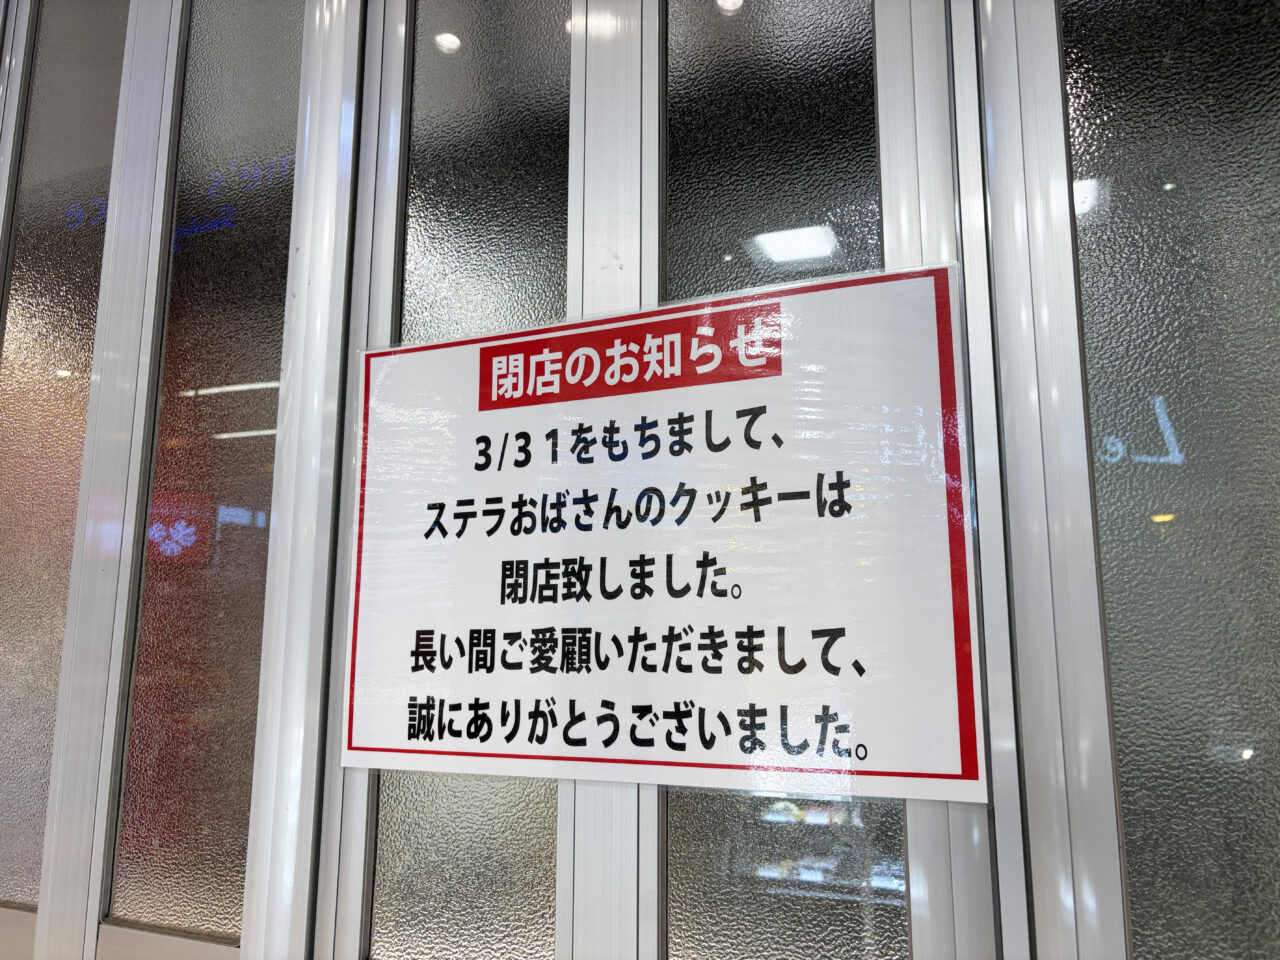 閉店のお知らせ
3/31をもちまして、
ステラおばさんのクッキーは
閉店致しました。
長い間ご愛顧いただきまして、
誠にありがとうございました。
Le